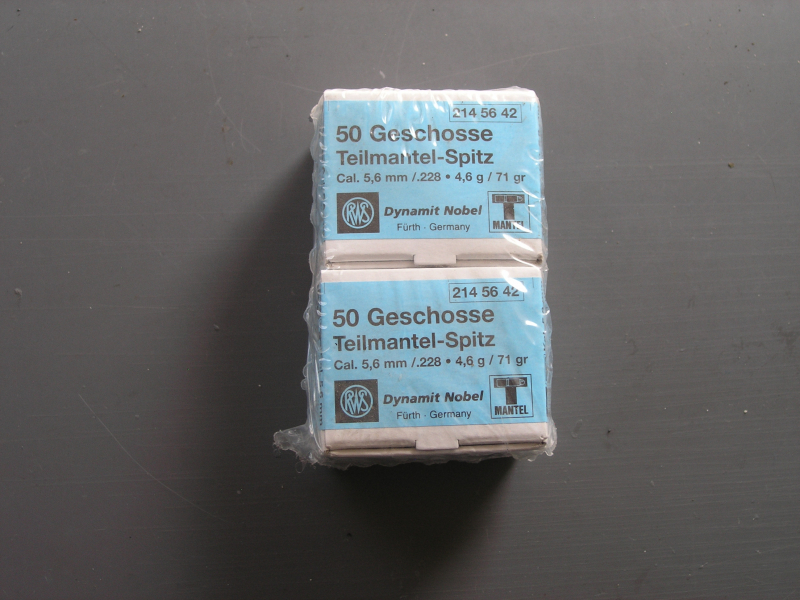 214 56 42
50 Geschosse
Teilmantel-Spitz
Cal. 5,6 mm /.228 • 4,6 g / 71 gr
RWS
Dynamit Nobel
Fürth · Germany
T
MANTEL
214 56 42
50 Geschosse
Teilmantel-Spitz
Cal. 5,6 mm /.228 • 4,6 g / 71 gr
RWS
Dynamit Nobel
Fürth · Germany
T
MANTEL